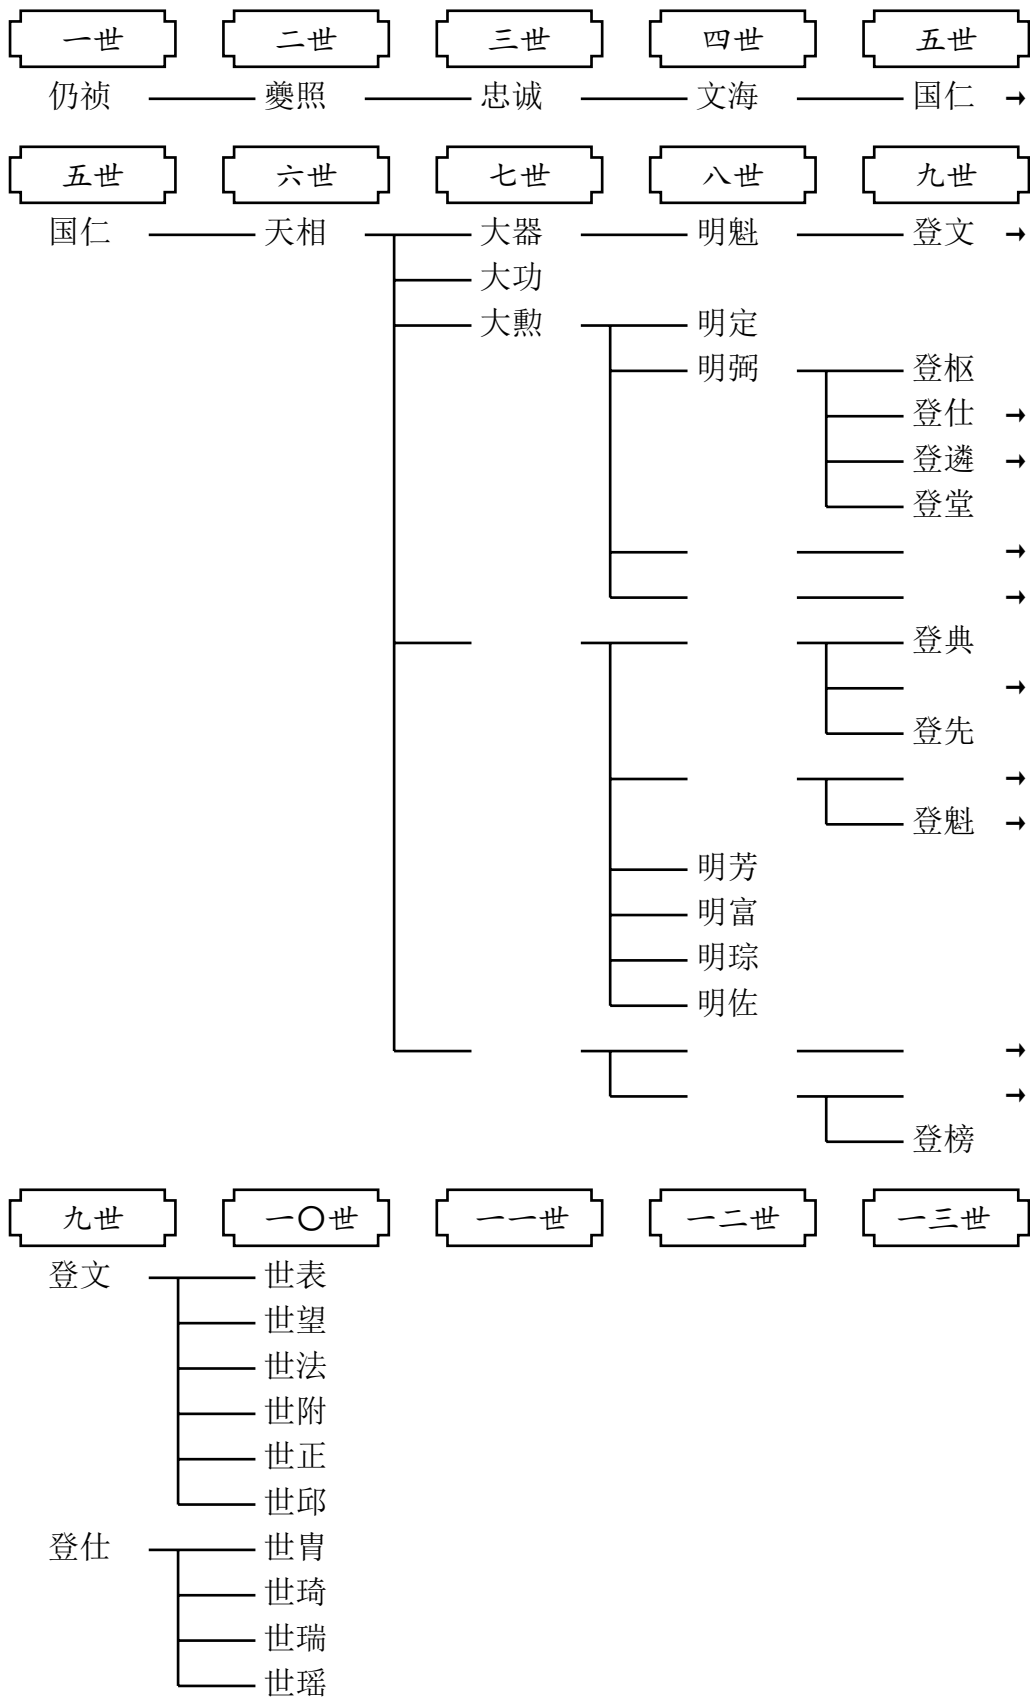 一世 二世 三世 四世 五世
仍祯 夔照 忠诚 文海 国仁 →
五世 六世 七世 八世 九世
国仁 天相 大器 明魁 登文 →
大功
大勲 明定
明弼 登枢
登仕 →
登遴 →
登堂
→
→
登典
→
登先
→
登魁 →
明芳
明富
明琮
明佐
→
→
登榜
九世 一〇世 一一世 一二世 一三世
登文 世表
世望
世法
世附
世正
世邱
登仕 世胄
世琦
世瑞
世瑶